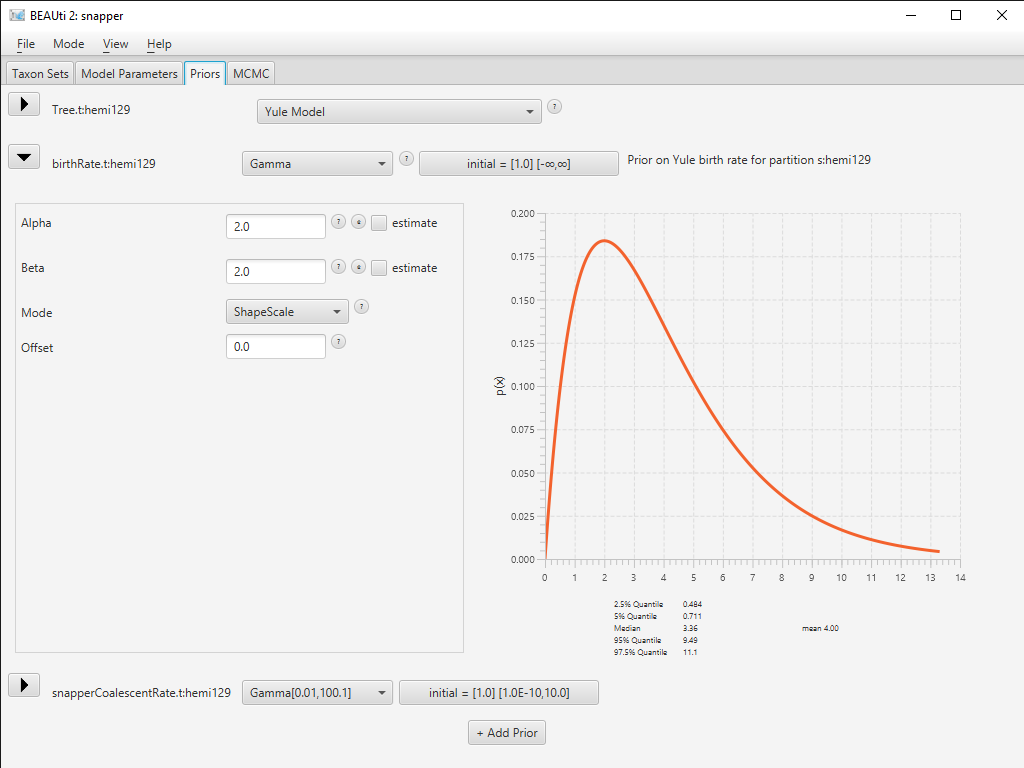 BEAUti 2: snapper
File Mode View Help
Taxon Sets Model Parameters Priors MCMC
Tree.t:hemi129 Yule Model ?
birthRate.t:hemi129 Gamma ? initial = [1.0] [-∞,∞] Prior on Yule birth rate for partition s:hemi129
Alpha 2.0 ? e estimate
Beta 2.0 ? e estimate
Mode ShapeScale ?
Offset 0.0 ?
p(x)
0.200
0.175
0.150
0.125
0.100
0.075
0.050
0.025
0.000
0 1 2 3 4 5 6 7 8 9 10 11 12 13 14
2.5% Quantile 0.484
5% Quantile 0.711
Median 3.36 mean 4.00
95% Quantile 9.49
97.5% Quantile 11.1
snapperCoalescentRate.t:hemi129 Gamma[0.01,100.1] initial = [1.0] [1.0E-10,10.0]
+ Add Prior